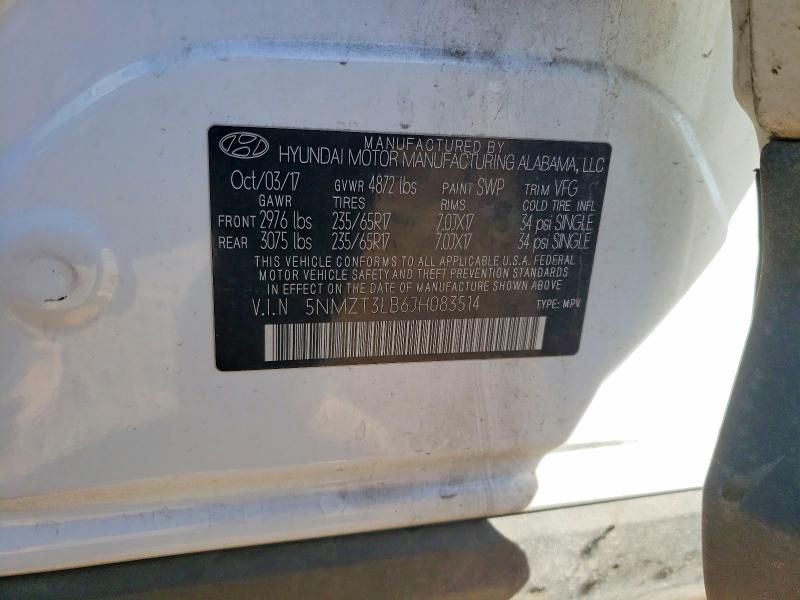 MANUFACTURED BY
HYUNDAI MOTOR MANUFACTURING ALABAMA, LLC
Oct/03/17 GVWR 4872 lbs PAINT SWP TRIM VFG
GAWR TIRES RIMS COLD TIRE INFL
FRONT 2976 lbs 235/65R17 7.0JX17 34 psi SINGLE
REAR 3075 lbs 235/65R17 7.0JX17 34 psi SINGLE
THIS VEHICLE CONFORMS TO ALL APPLICABLE U.S.A. FEDERAL
MOTOR VEHICLE SAFETY AND THEFT PREVENTION STANDARDS
IN EFFECT ON THE DATE OF MANUFACTURE SHOWN ABOVE
V.I.N 5NMZT3LB6JH083514 TYPE: MPV